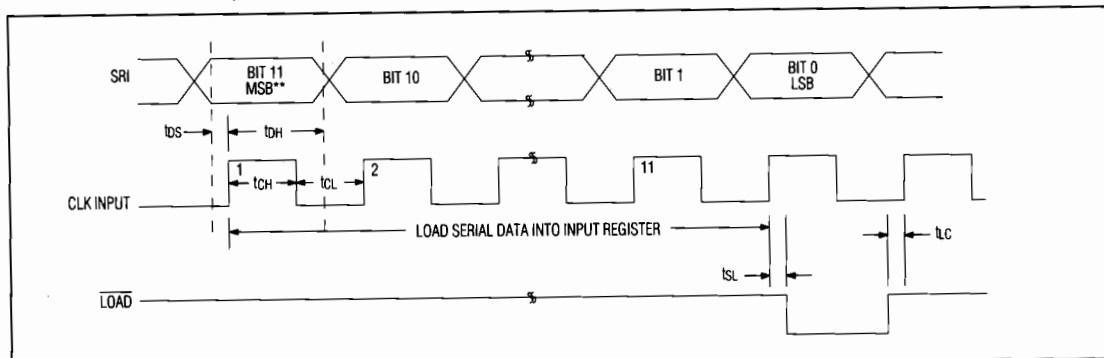 SRI
BIT 11
MSB**
BIT 10
BIT 1
BIT 0
LSB
tDS
tDH
1
2
11
tCH
tCL
CLK INPUT
LOAD SERIAL DATA INTO INPUT REGISTER
tLC
tSL
LOAD